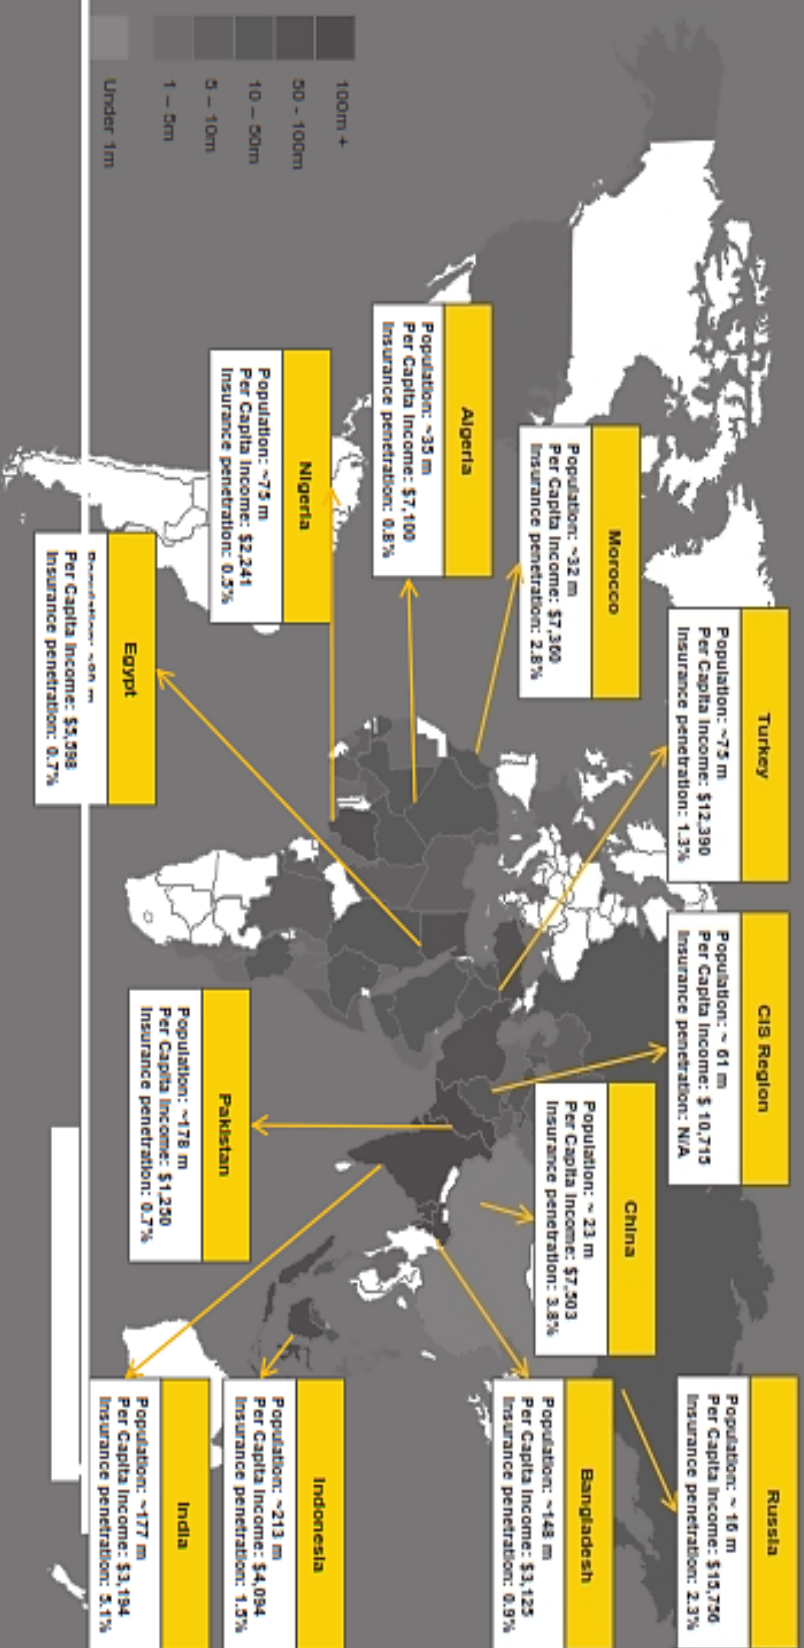 Turkey
Population: ~75 m
Per Capita Income: $12,390
Insurance penetration: 1.3%
CIS Region
Population: ~ 61 m
Per Capita Income: $ 10,715
Insurance penetration: N/A
Russia
Population: ~ 16 m
Per Capita Income: $15,750
Insurance penetration: 2.3%
Morocco
Population: ~32 m
Per Capita Income: $7,360
Insurance penetration: 2.8%
China
Population: ~ 23 m
Per Capita Income: $7,503
Insurance penetration: 3.8%
Bangladesh
Population: ~148 m
Per Capita Income: $3,125
Insurance penetration: 0.9%
Algeria
Population: ~35 m
Per Capita Income: $7,100
Insurance penetration: 0.8%
Nigeria
Population: ~75 m
Per Capita Income: $2,241
Insurance penetration: 0.5%
Indonesia
Population: ~213 m
Per Capita Income: $4,094
Insurance penetration: 1.5%
Pakistan
Population: ~178 m
Per Capita Income: $1,250
Insurance penetration: 0.7%
India
Population: ~177 m
Per Capita Income: $3,194
Insurance penetration: 5.1%
Egypt
Per Capita Income: $5,598
Insurance penetration: 0.7%
100m +
50 - 100m
10 – 50m
5 – 10m
1 – 5m
Under 1m